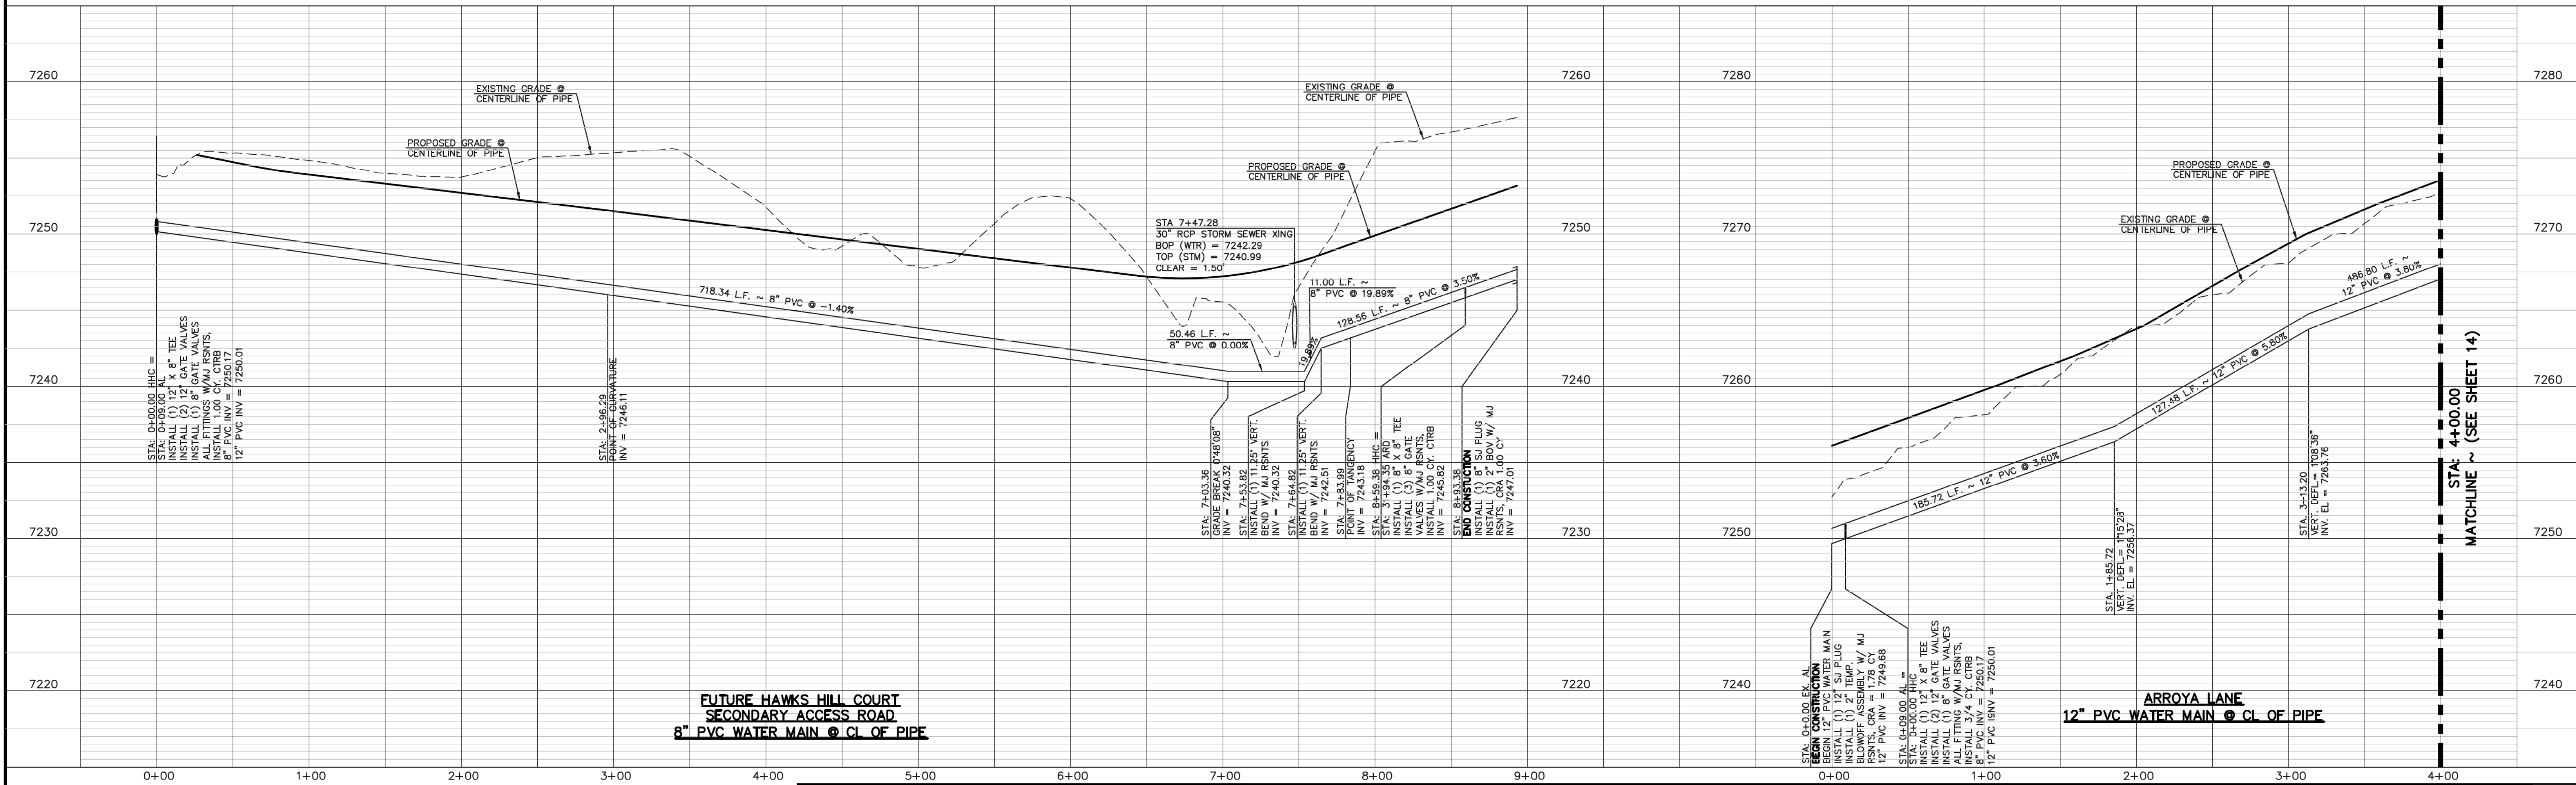 7260
7250
7240
7230
7220
EXISTING GRADE @
CENTERLINE OF PIPE
PROPOSED GRADE @
CENTERLINE OF PIPE
718.34 L.F. ~ 8" PVC @ -1.40%
STA: 0+00.00 HHC =
STA: 0+09.00 AL
INSTALL (1) 12" X 8" TEE
INSTALL (2) 12" GATE VALVES
INSTALL (1) 8" GATE VALVES
ALL FITTINGS W/MJ RSNTS,
INSTALL 1.00 CY. CTRB
8" PVC INV = 7250.17
12" PVC INV = 7250.01
STA: 2+96.29
POINT OF CURVATURE
INV = 7246.11
STA 7+47.28
30" RCP STORM SEWER XING
BOP (WTR) = 7242.29
TOP (STM) = 7240.99
CLEAR = 1.50'
50.46 L.F. ~
8" PVC @ 0.00%
11.00 L.F. ~
8" PVC @ 19.89%
19.89%
128.56 L.F. ~ 8" PVC @ 3.50%
EXISTING GRADE @
CENTERLINE OF PIPE
PROPOSED GRADE @
CENTERLINE OF PIPE
STA: 7+03.36
GRADE BREAK 0°48'08"
INV = 7240.32
STA: 7+53.82
INSTALL (1) 11.25° VERT.
BEND W/ MJ RSNTS.
INV = 7240.32
STA: 7+64.82
INSTALL (1) 11.25° VERT.
BEND W/ MJ RSNTS.
INV = 7242.51
STA: 7+83.99
POINT OF TANGENCY
INV = 7243.18
STA: 8+59.38 HHC =
STA: 31+94.35 ARD
INSTALL (1) 8" X 8" TEE
INSTALL (3) 8" GATE
VALVES W/MJ RSNTS,
INSTALL 1.00 CY. CTRB
INV = 7245.82
STA: 8+93.38
END CONSTUCTION
INSTALL (1) 8" SJ PLUG
INSTALL (1) 2" BOV W/ MJ
RSNTS, CRA 1.00 CY
INV = 7247.01
7260
7250
7240
7230
7220
FUTURE HAWKS HILL COURT
SECONDARY ACCESS ROAD
8" PVC WATER MAIN @ CL OF PIPE
0+00 1+00 2+00 3+00 4+00 5+00 6+00 7+00 8+00 9+00
7280
7270
7260
7250
7240
PROPOSED GRADE @
CENTERLINE OF PIPE
EXISTING GRADE @
CENTERLINE OF PIPE
185.72 L.F. ~ 12" PVC @ 3.60%
127.48 L.F. ~ 12" PVC @ 5.80%
486.80 L.F. ~
12" PVC @ 3.80%
STA: 0+0.00 EX. AL
BEGIN CONSTRUCTION
BEGIN 12" PVC WATER MAIN
INSTALL (1) 12" SJ PLUG
INSTALL (1) 2" TEMP.
BLOWOFF ASSEMBLY W/ MJ
RSNTS, CRA = 1.78 CY
12" PVC INV = 7249.68
STA: 0+09.00 AL =
STA: 0+00.00 HHC
INSTALL (1) 12" X 8" TEE
INSTALL (2) 12" GATE VALVES
INSTALL (1) 8" GATE VALVES
ALL FITTING W/MJ RSNTS,
INSTALL 3/4 CY. CTRB
8" PVC INV = 7250.17
12" PVC I9NV = 7250.01
STA. 1+85.72
VERT. DEFL.= 1°15'28"
INV. EL = 7256.37
STA. 3+13.20
VERT. DEFL.= 1°08'36"
INV. EL = 7263.76
STA: 4+00.00
MATCHLINE ~ (SEE SHEET 14)
7280
7270
7260
7250
7240
ARROYA LANE
12" PVC WATER MAIN @ CL OF PIPE
0+00 1+00 2+00 3+00 4+00